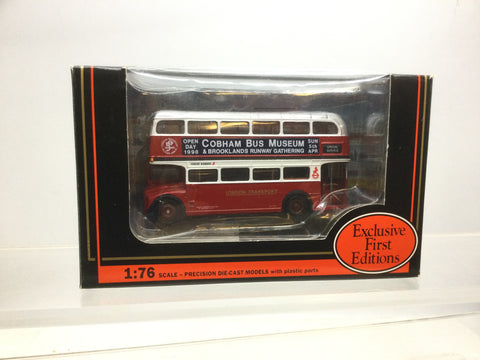 OPEN
DAY
1998
COBHAM BUS MUSEUM
& BROOKLANDS RUNWAY GATHERING
SUN
5th
APR
LONDON TRANSPORT
Exclusive
First
Editions
1:76 SCALE – PRECISION DIE-CAST MODELS with plastic parts